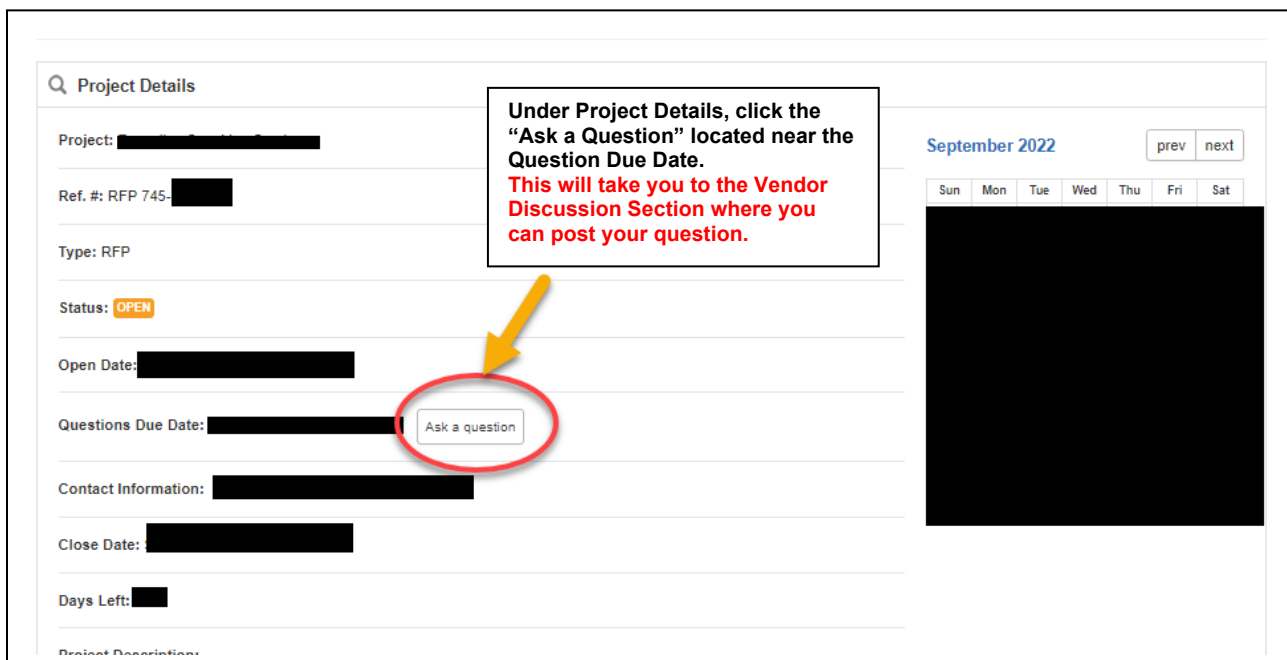 Project Details
Under Project Details, click the
“Ask a Question” located near the
Question Due Date.
This will take you to the Vendor
Discussion Section where you
can post your question.
Project:
Ref. #: RFP 745-
Type: RFP
Status: OPEN
Open Date:
Questions Due Date:
Ask a question
Contact Information:
Close Date:
Days Left:
Project Description:
September 2022
prev next
Sun Mon Tue Wed Thu Fri Sat